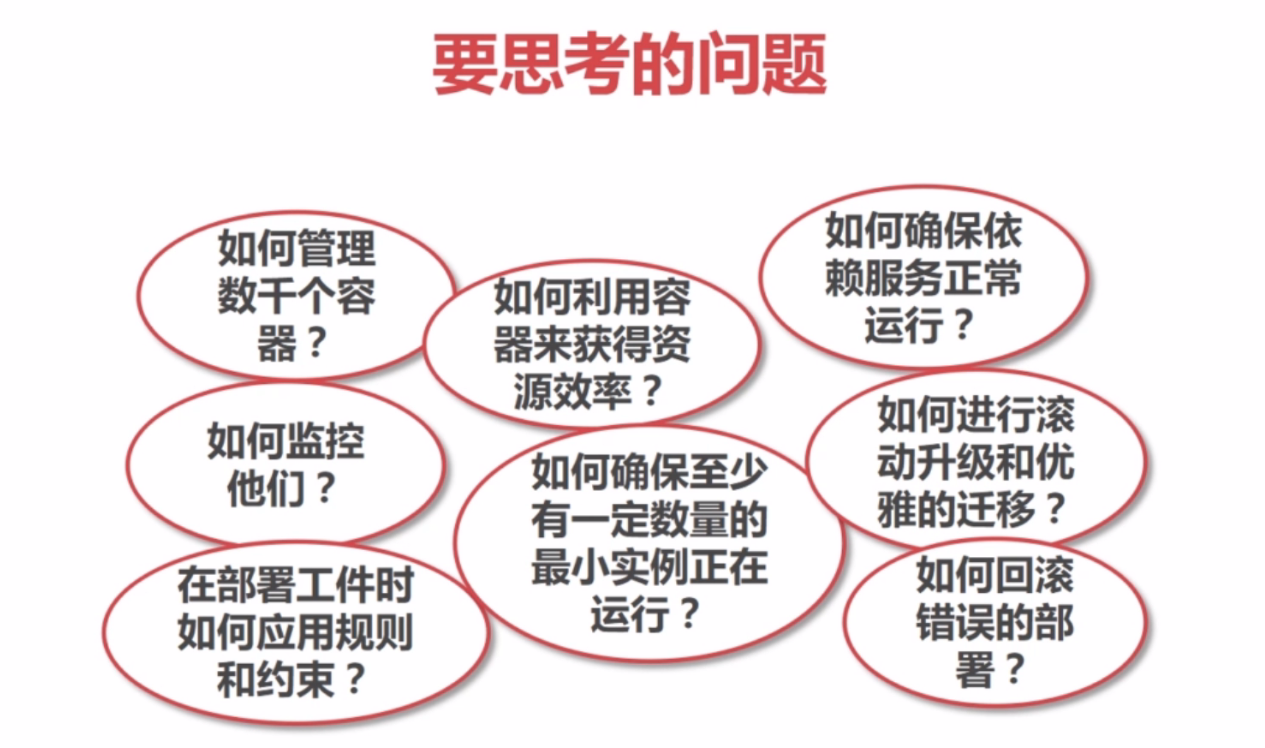 要思考的问题
如何管理
数千个容
器？
如何利用容
器来获得资
源效率？
如何确保依
赖服务正常
运行？
如何监控
他们？
如何确保至少
有一定数量的
最小实例正在
运行？
如何进行滚
动升级和优
雅的迁移？
在部署工件时
如何应用规则
和约束？
如何回滚
错误的部
署？